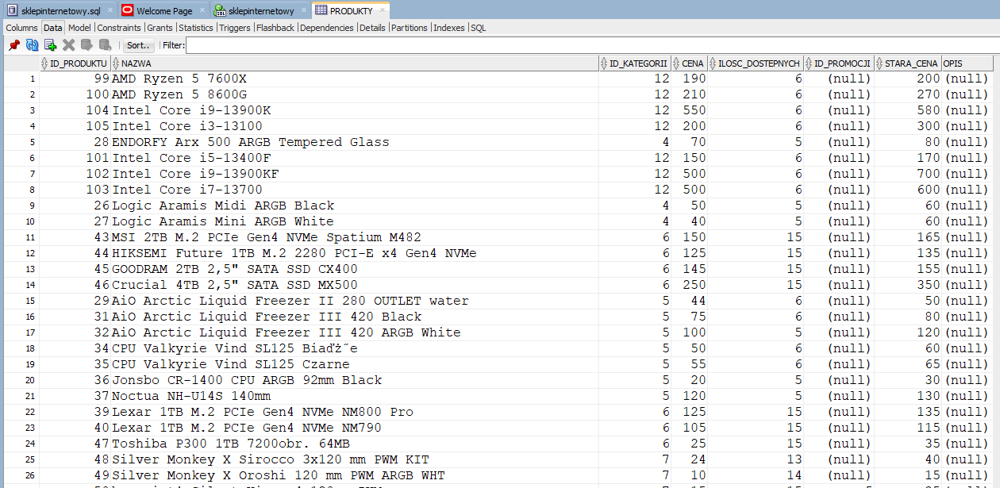 sklepinternetowy.sql Welcome Page sklepinternetowy PRODUKTY
Columns Data Model Constraints Grants Statistics Triggers Flashback Dependencies Details Partitions Indexes SQL
Sort.. Filter:
ID_PRODUKTU NAZWA ID_KATEGORII CENA ILOSC_DOSTEPNYCH ID_PROMOCJI STARA_CENA OPIS
1 99 AMD Ryzen 5 7600X 12 190 6 (null) 200 (null)
2 100 AMD Ryzen 5 8600G 12 210 6 (null) 270 (null)
3 104 Intel Core i9-13900K 12 550 6 (null) 580 (null)
4 105 Intel Core i3-13100 12 200 6 (null) 300 (null)
5 28 ENDORFY Arx 500 ARGB Tempered Glass 4 70 5 (null) 80 (null)
6 101 Intel Core i5-13400F 12 150 6 (null) 170 (null)
7 102 Intel Core i9-13900KF 12 500 6 (null) 700 (null)
8 103 Intel Core i7-13700 12 500 6 (null) 600 (null)
9 26 Logic Aramis Midi ARGB Black 4 50 5 (null) 60 (null)
10 27 Logic Aramis Mini ARGB White 4 40 5 (null) 60 (null)
11 43 MSI 2TB M.2 PCIe Gen4 NVMe Spatium M482 6 150 15 (null) 165 (null)
12 44 HIKSEMI Future 1TB M.2 2280 PCI-E x4 Gen4 NVMe 6 125 15 (null) 135 (null)
13 45 GOODRAM 2TB 2,5" SATA SSD CX400 6 145 15 (null) 155 (null)
14 46 Crucial 4TB 2,5" SATA SSD MX500 6 250 15 (null) 350 (null)
15 29 AiO Arctic Liquid Freezer II 280 OUTLET water 5 44 6 (null) 50 (null)
16 31 AiO Arctic Liquid Freezer III 420 Black 5 75 6 (null) 80 (null)
17 32 AiO Arctic Liquid Freezer III 420 ARGB White 5 100 5 (null) 120 (null)
18 34 CPU Valkyrie Vind SL125 Biaďż˝e 5 50 6 (null) 60 (null)
19 35 CPU Valkyrie Vind SL125 Czarne 5 55 6 (null) 65 (null)
20 36 Jonsbo CR-1400 CPU ARGB 92mm Black 5 20 5 (null) 30 (null)
21 37 Noctua NH-U14S 140mm 5 120 5 (null) 130 (null)
22 39 Lexar 1TB M.2 PCIe Gen4 NVMe NM800 Pro 6 125 15 (null) 135 (null)
23 40 Lexar 1TB M.2 PCIe Gen4 NVMe NM790 6 105 15 (null) 115 (null)
24 47 Toshiba P300 1TB 7200obr. 64MB 6 25 15 (null) 35 (null)
25 48 Silver Monkey X Sirocco 3x120 mm PWM KIT 7 24 13 (null) 40 (null)
26 49 Silver Monkey X Oroshi 120 mm PWM ARGB WHT 7 10 14 (null) 15 (null)